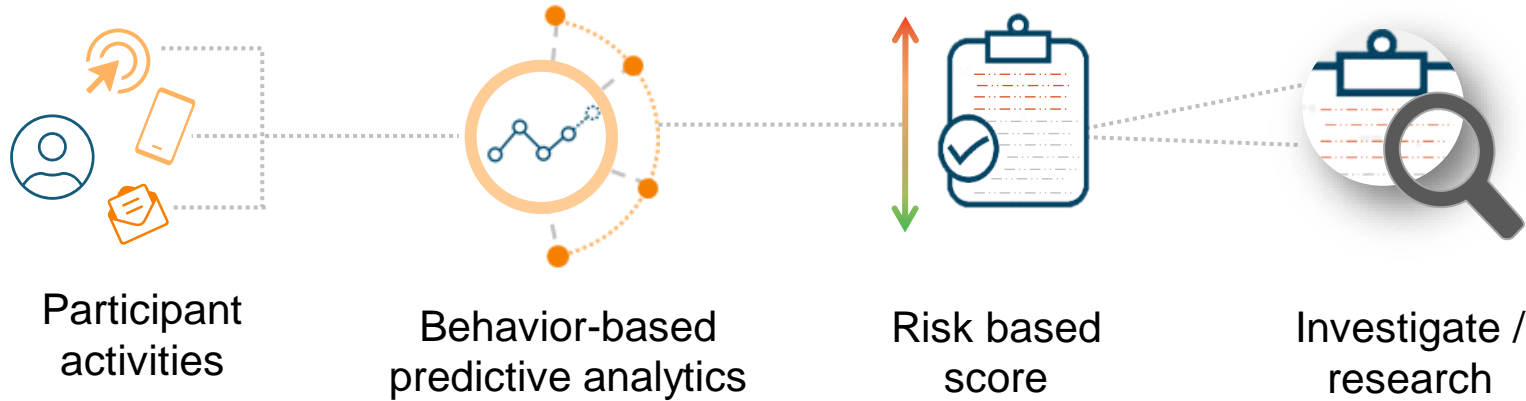 Participant
activities
Behavior-based
predictive analytics
Risk based
score
Investigate /
research